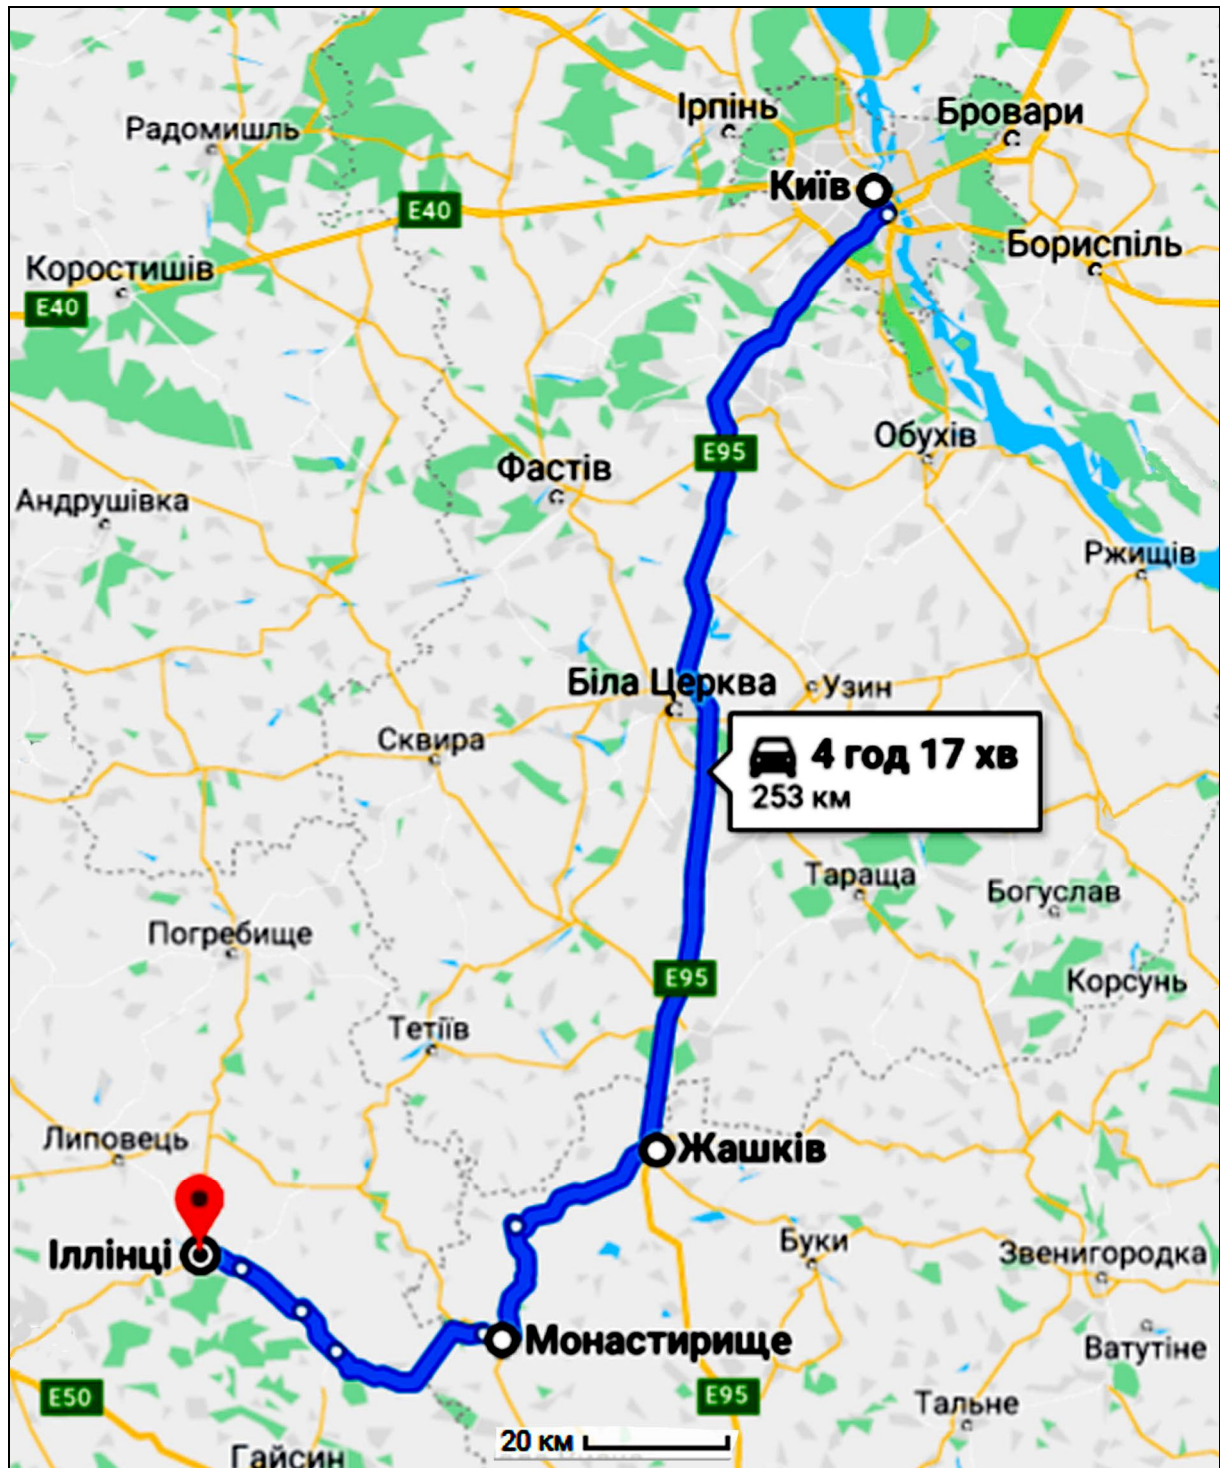 Ірпінь
Бровари
Радомишль
Київ
E40
Бориспіль
Коростишів
E40
Обухів
E95
Фастів
Андрушівка
Ржищів
Біла Церква
Узин
Сквира
4 год 17 хв
253 км
Тараща
Богуслав
Погребище
E95
Корсунь
Тетіїв
Липовець
Жашків
Іллінці
Буки
Звенигородка
Монастирище
Ватутіне
E50
E95
Тальне
20 км
Гайсин